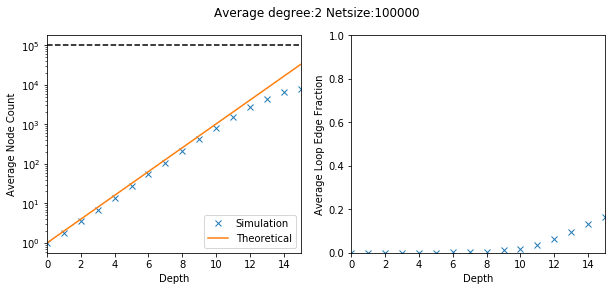 Average degree:2 Netsize:100000
Average Node Count
10^5
10^4
10^3
10^2
10^1
10^0
0 2 4 6 8 10 12 14
Depth
Simulation
Theoretical
Average Loop Edge Fraction
1.0
0.8
0.6
0.4
0.2
0.0
0 2 4 6 8 10 12 14
Depth